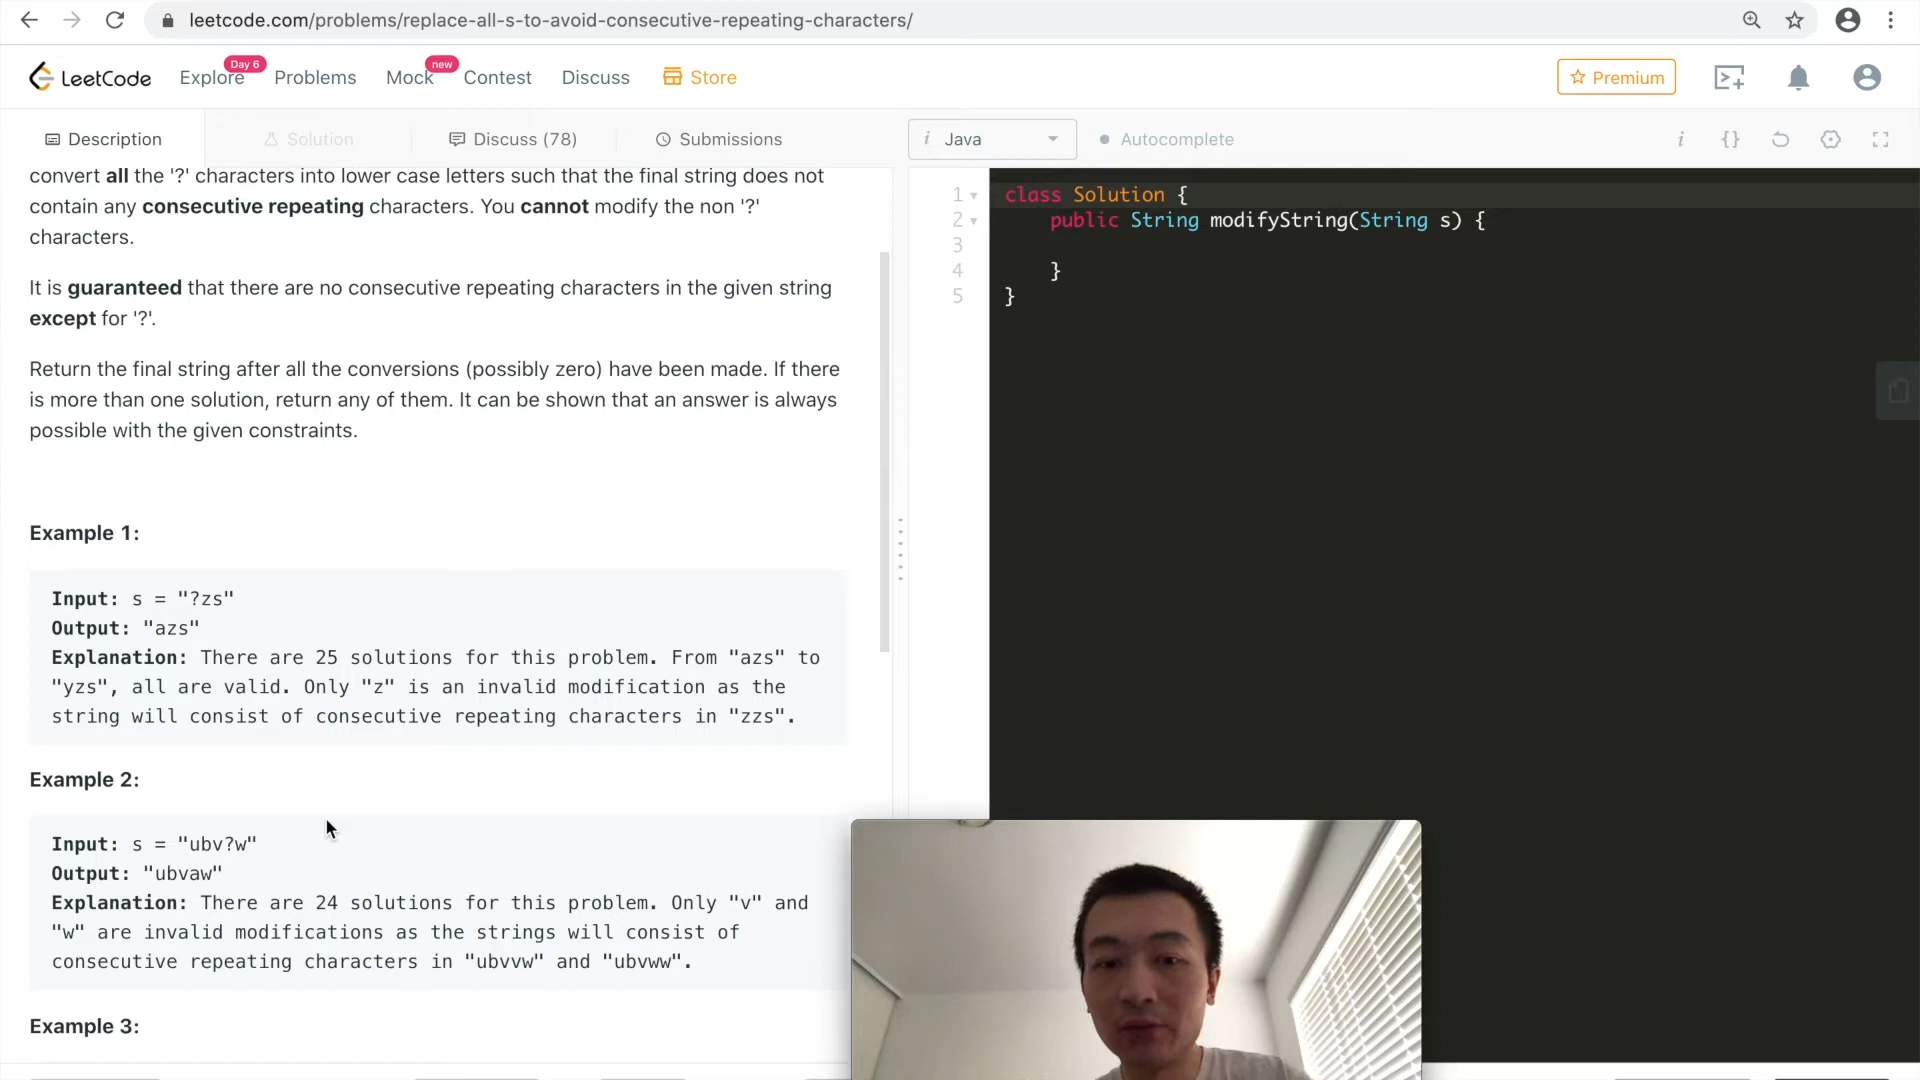 leetcode.com/problems/replace-all-s-to-avoid-consecutive-repeating-characters/
LeetCode Explore Day 6 Problems Mock new Contest Discuss Store Premium
Description Solution Discuss (78) Submissions
convert all the '?' characters into lower case letters such that the final string does not
contain any consecutive repeating characters. You cannot modify the non '?'
characters.
It is guaranteed that there are no consecutive repeating characters in the given string
except for '?'.
Return the final string after all the conversions (possibly zero) have been made. If there
is more than one solution, return any of them. It can be shown that an answer is always
possible with the given constraints.
Example 1:
Input: s = "?zs"
Output: "azs"
Explanation: There are 25 solutions for this problem. From "azs" to
"yzs", all are valid. Only "z" is an invalid modification as the
string will consist of consecutive repeating characters in "zzs".
Example 2:
Input: s = "ubv?w"
Output: "ubvaw"
Explanation: There are 24 solutions for this problem. Only "v" and
"w" are invalid modifications as the strings will consist of
consecutive repeating characters in "ubvvw" and "ubvww".
Example 3:
i Java Autocomplete i {}
1 class Solution {
2 public String modifyString(String s) {
3
4 }
5 }